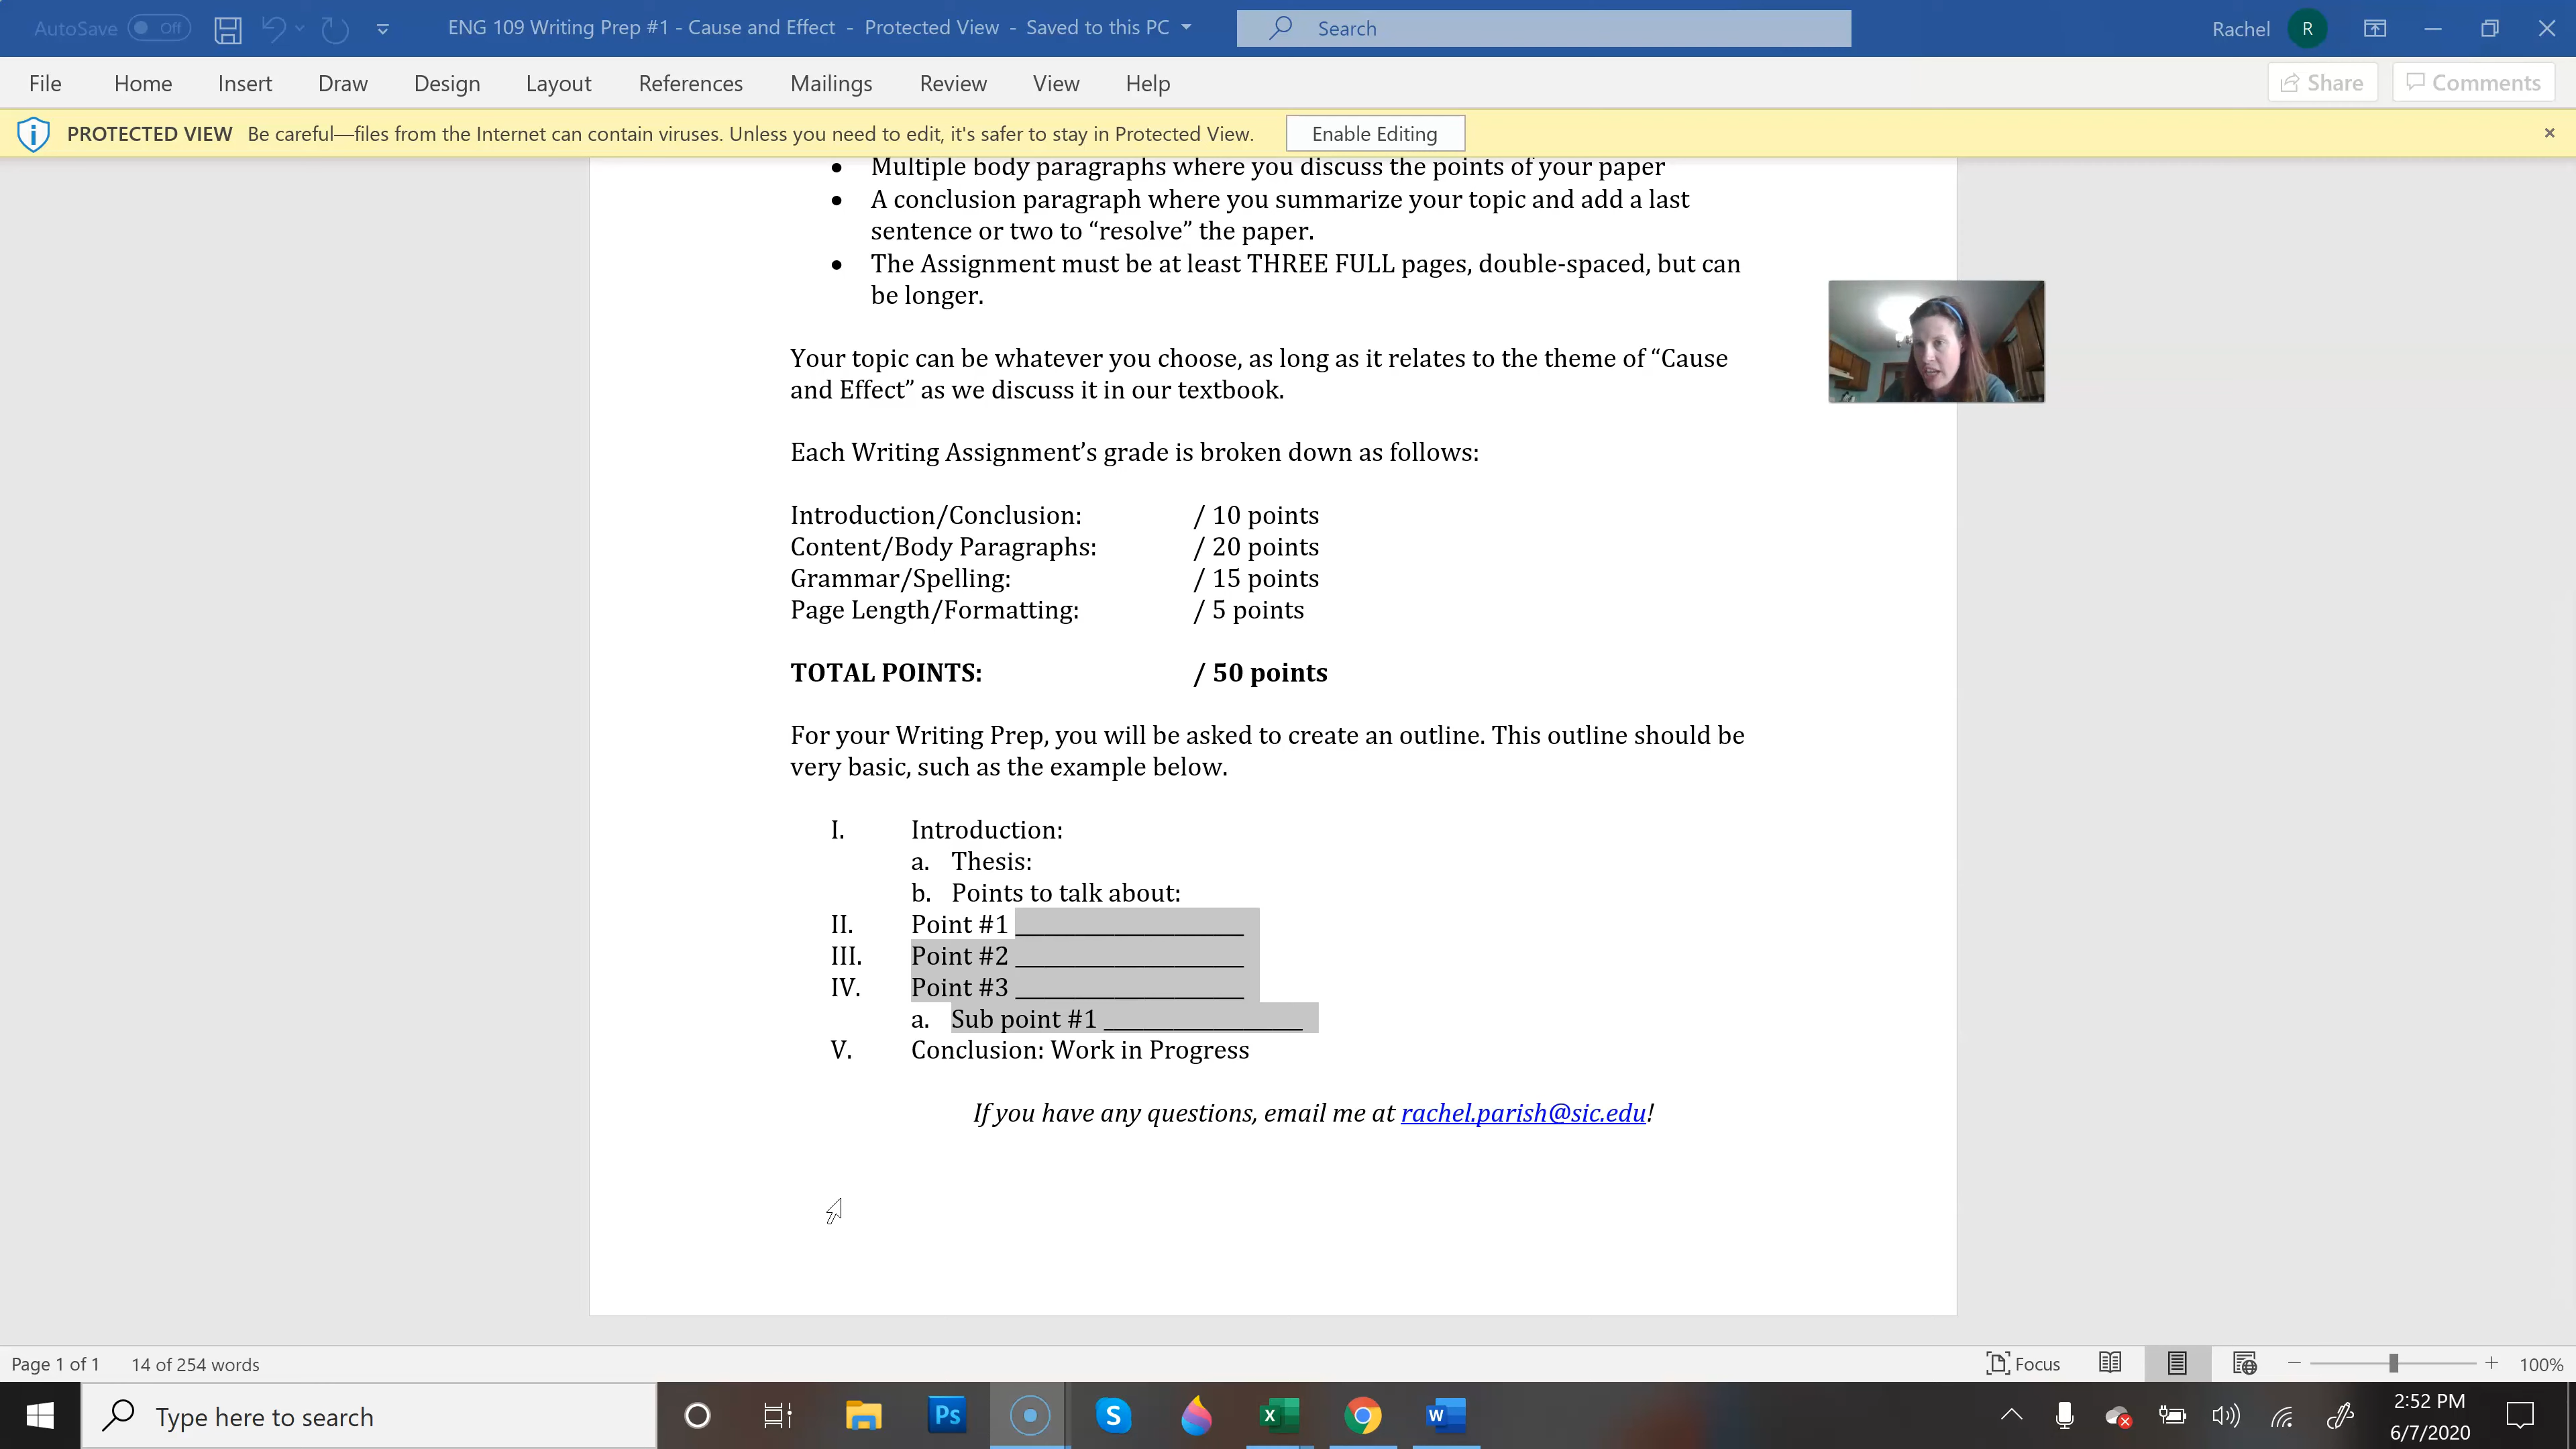 AutoSave Off ENG 109 Writing Prep #1 - Cause and Effect - Protected View - Saved to this PC Search Rachel R
File Home Insert Draw Design Layout References Mailings Review View Help Share Comments
PROTECTED VIEW Be careful—files from the Internet can contain viruses. Unless you need to edit, it's safer to stay in Protected View. Enable Editing
• Multiple body paragraphs where you discuss the points of your paper
• A conclusion paragraph where you summarize your topic and add a last
sentence or two to “resolve” the paper.
• The Assignment must be at least THREE FULL pages, double-spaced, but can
be longer.
Your topic can be whatever you choose, as long as it relates to the theme of “Cause
and Effect” as we discuss it in our textbook.
Each Writing Assignment’s grade is broken down as follows:
Introduction/Conclusion: / 10 points
Content/Body Paragraphs: / 20 points
Grammar/Spelling: / 15 points
Page Length/Formatting: / 5 points
TOTAL POINTS: / 50 points
For your Writing Prep, you will be asked to create an outline. This outline should be
very basic, such as the example below.
I. Introduction:
a. Thesis:
b. Points to talk about:
II. Point #1 _________________
III. Point #2 _________________
IV. Point #3 _________________
a. Sub point #1 _______________
V. Conclusion: Work in Progress
If you have any questions, email me at rachel.parish@sic.edu!
Page 1 of 1 14 of 254 words Focus 100%
Type here to search Ps S X W 2:52 PM
6/7/2020